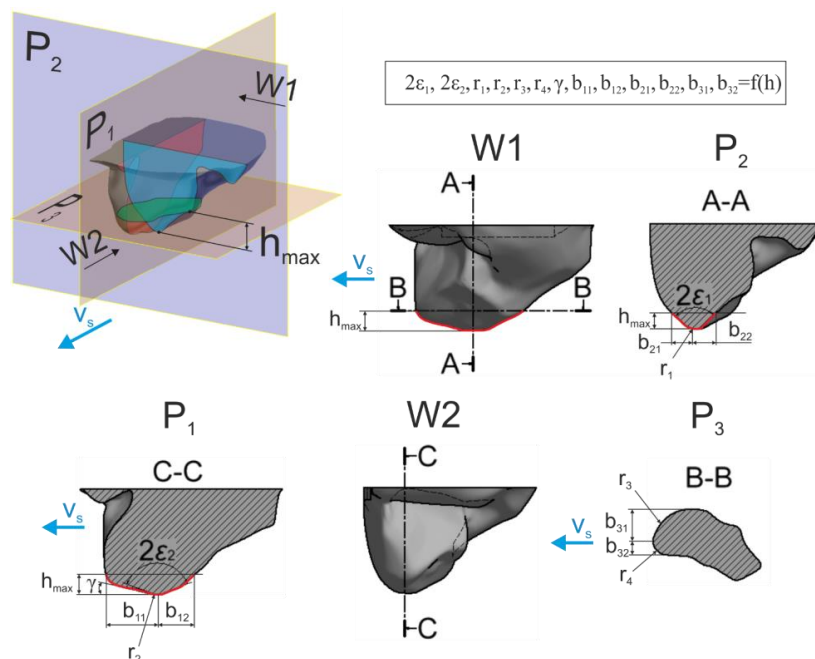 P₂
W1
P₁
P₃
W2
hmax
vs
2ε₁, 2ε₂, r₁, r₂, r₃, r₄, γ, b₁₁, b₁₂, b₂₁, b₂₂, b₃₁, b₃₂=f(h)
W1
A
vs
B
B
hmax
A
P₂
A-A
2ε₁
hmax
b₂₁
b₂₂
r₁
P₁
C-C
vs
2ε₂
hmax
γ
b₁₁
b₁₂
W2
C
C
P₃
B-B
r₃
vs
b₃₁
b₃₂
r₄